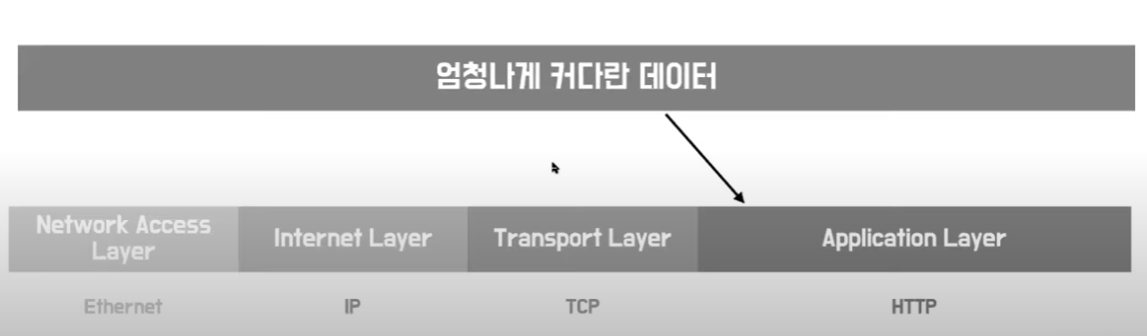 엄청나게 커다란 데이터
Network Access
Layer
Internet Layer
Transport Layer
Application Layer
Ethernet
IP
TCP
HTTP